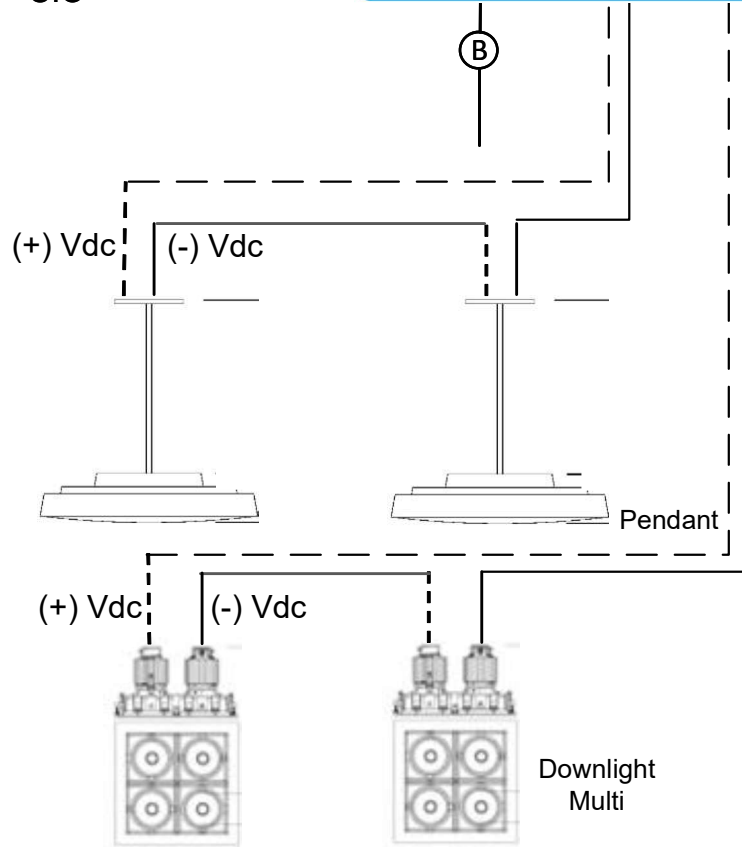 B
(+) Vdc
(-) Vdc
Pendant
(+) Vdc
(-) Vdc
Downlight
Multi